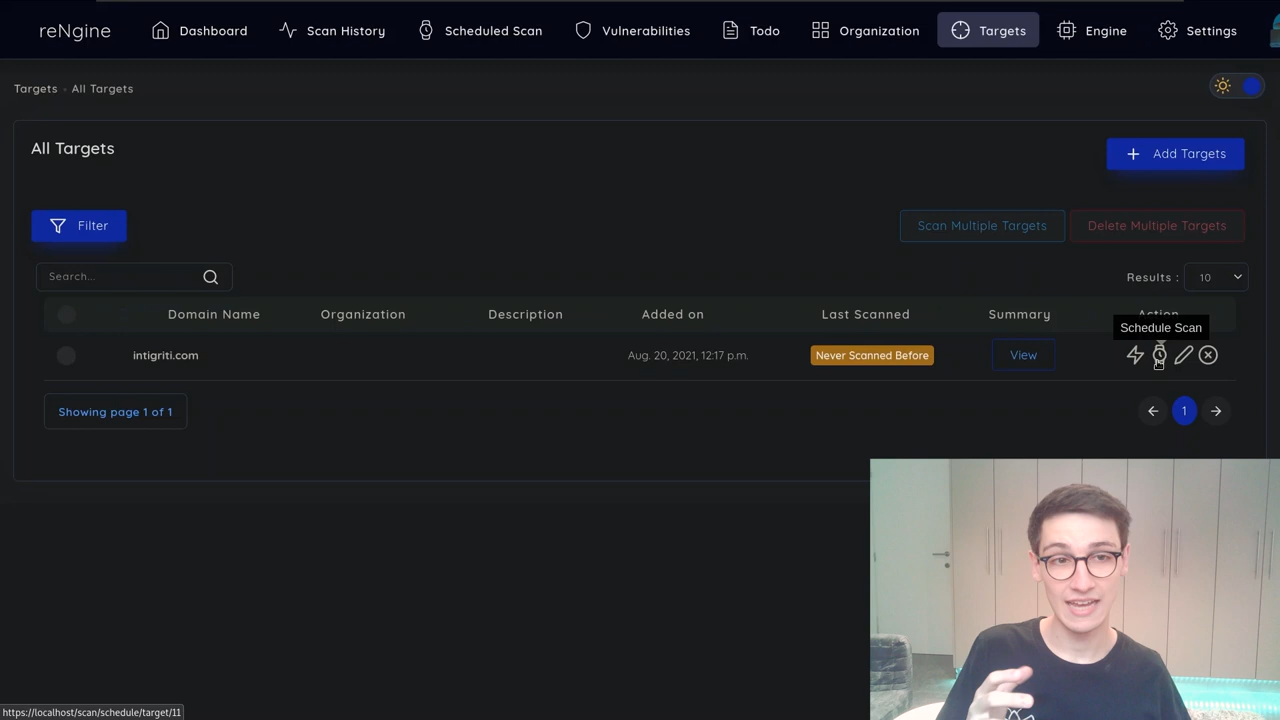 reNgine Dashboard Scan History Scheduled Scan Vulnerabilities Todo Organization Targets Engine Settings
Targets All Targets
All Targets
+ Add Targets
Filter
Scan Multiple Targets Delete Multiple Targets
Search...
Results : 10
Domain Name Organization Description Added on Last Scanned Summary Action
Schedule Scan
intigriti.com Aug. 20, 2021, 12:17 p.m. Never Scanned Before View
Showing page 1 of 1
1
https://localhost/scan/schedule/target/11